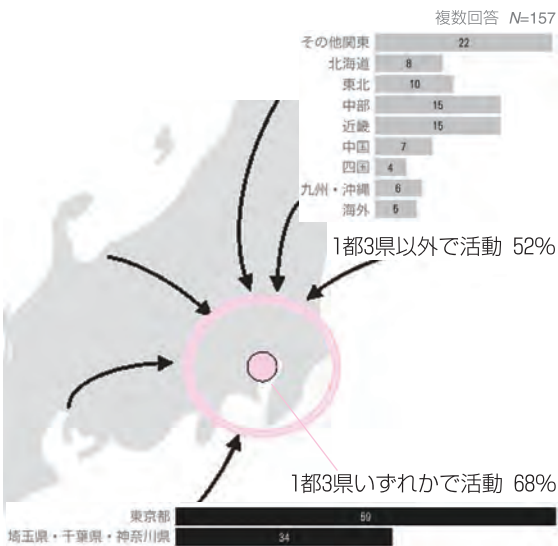 複数回答 N=157
その他関東 22
北海道 8
東北 10
中部 15
近畿 15
中国 7
四国 4
九州・沖縄 6
海外 5
1都3県以外で活動 52%
1都3県いずれかで活動 68%
東京都 59
埼玉県・千葉県・神奈川県 34